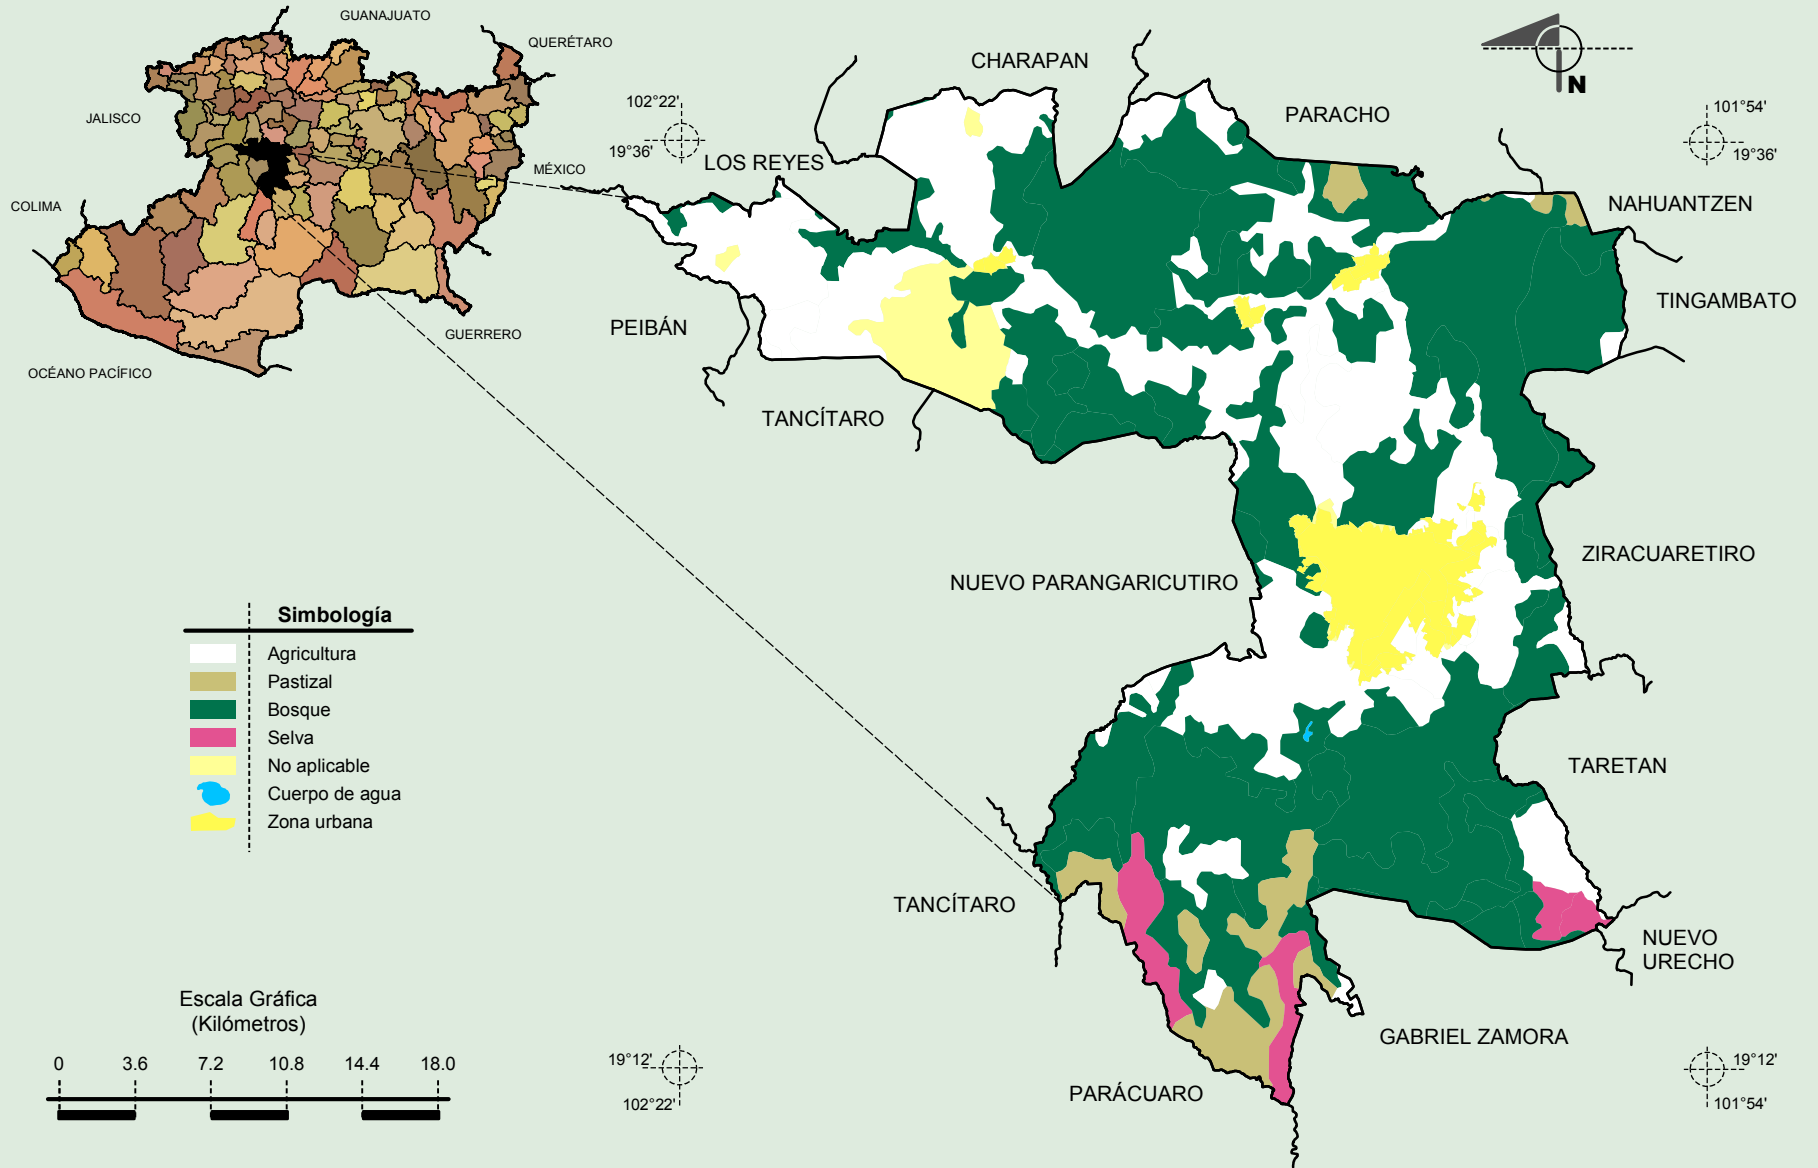 GUANAJUATO
QUERÉTARO
JALISCO
MÉXICO
COLIMA
GUERRERO
OCÉANO PACÍFICO
102°22'
19°36'
CHARAPAN
PARACHO
N
101°54'
19°36'
LOS REYES
NAHUANTZEN
PEIBÁN
TINGAMBATO
TANCÍTARO
NUEVO PARANGARICUTIRO
ZIRACUARETIRO
TARETAN
TANCÍTARO
NUEVO
URECHO
GABRIEL ZAMORA
PARÁCUARO
Simbología
Agricultura
Pastizal
Bosque
Selva
No aplicable
Cuerpo de agua
Zona urbana
Escala Gráfica
(Kilómetros)
0 3.6 7.2 10.8 14.4 18.0
19°12'
102°22'
19°12'
101°54'